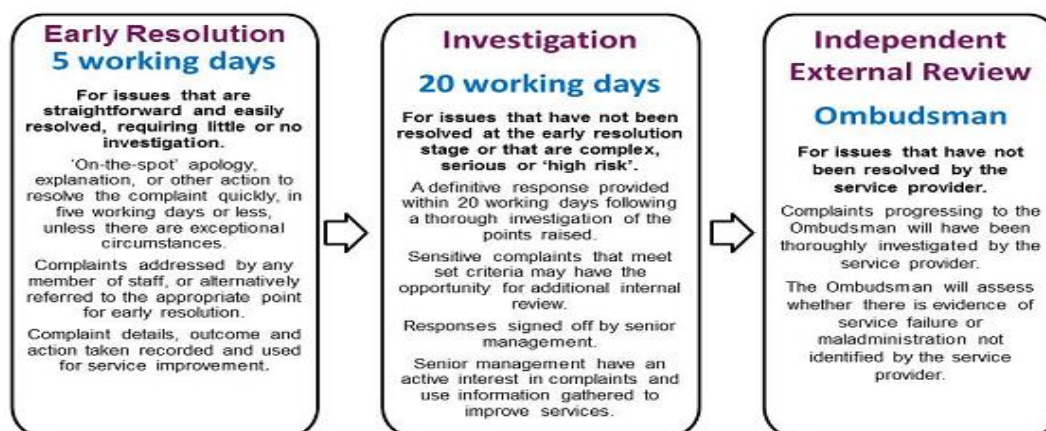 Early Resolution
5 working days
For issues that are
straightforward and easily
resolved, requiring little or no
investigation.
'On-the-spot' apology,
explanation, or other action to
resolve the complaint quickly, in
five working days or less,
unless there are exceptional
circumstances.
Complaints addressed by any
member of staff, or alternatively
referred to the appropriate point
for early resolution.
Complaint details, outcome and
action taken recorded and used
for service improvement.
Investigation
20 working days
For issues that have not been
resolved at the early resolution
stage or that are complex,
serious or 'high risk'.
A definitive response provided
within 20 working days following
a thorough investigation of the
points raised.
Sensitive complaints that meet
set criteria may have the
opportunity for additional internal
review.
Responses signed off by senior
management.
Senior management have an
active interest in complaints and
use information gathered to
improve services.
Independent
External Review
Ombudsman
For issues that have not
been resolved by the
service provider.
Complaints progressing to the
Ombudsman will have been
thoroughly investigated by the
service provider.
The Ombudsman will assess
whether there is evidence of
service failure or
maladministration not
identified by the service
provider.